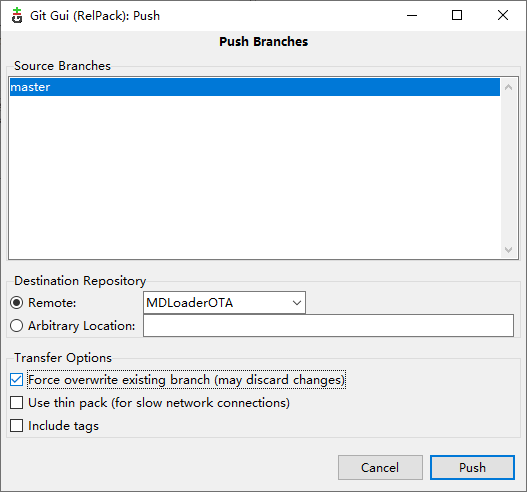 Git Gui (RelPack): Push
Push Branches
Source Branches
master
Destination Repository
Remote: MDLoaderOTA
Arbitrary Location:
Transfer Options
Force overwrite existing branch (may discard changes)
Use thin pack (for slow network connections)
Include tags
Cancel Push